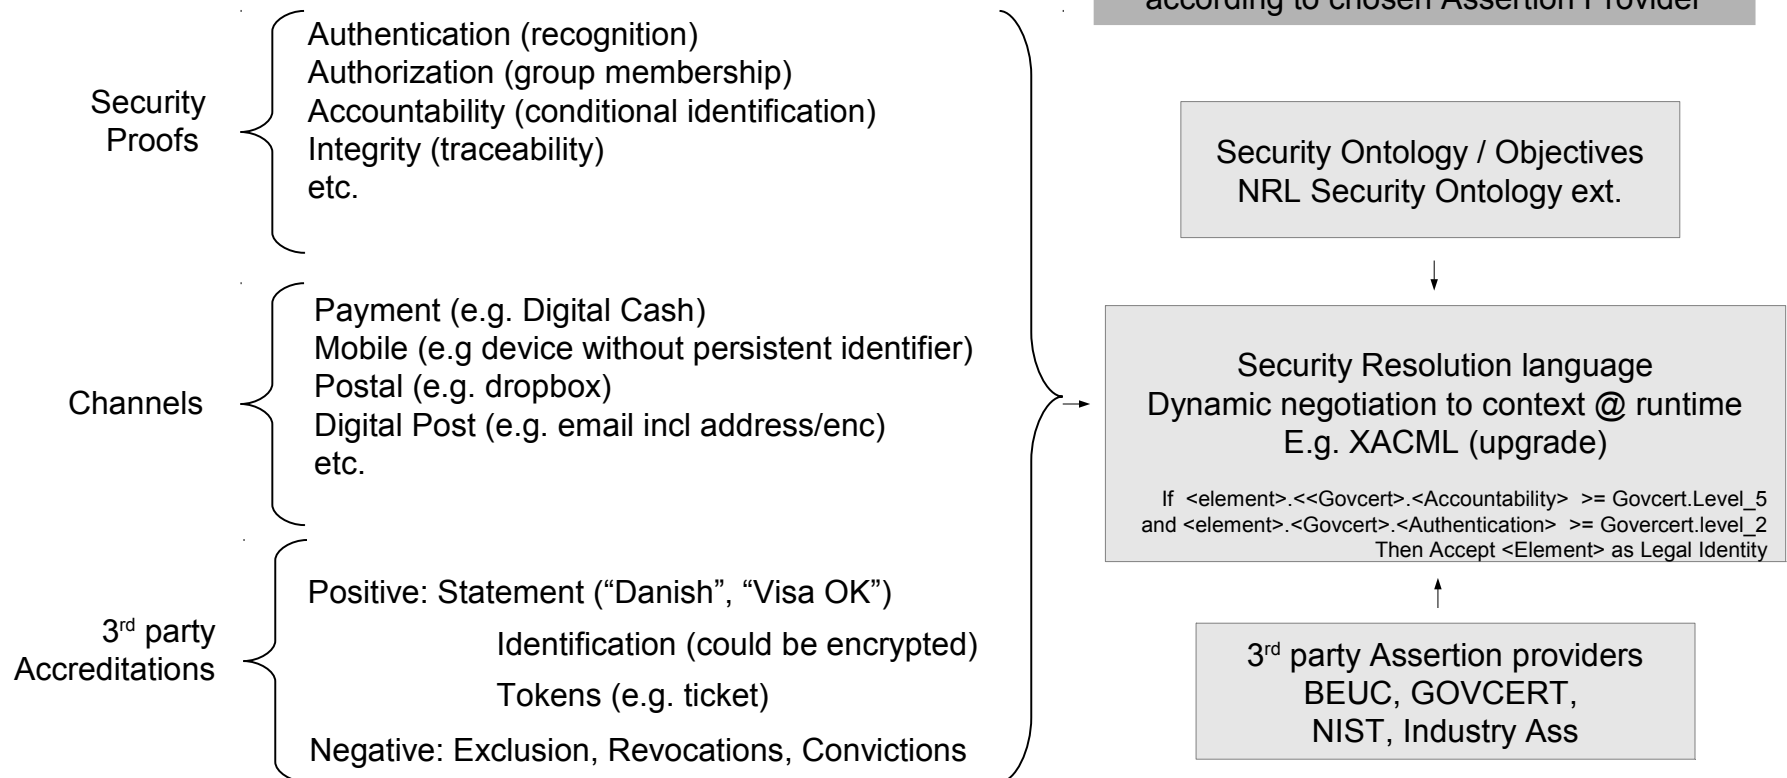 according to chosen Assertion Provider
Security
Proofs
Authentication (recognition)
Authorization (group membership)
Accountability (conditional identification)
Integrity (traceability)
etc.
Channels
Payment (e.g. Digital Cash)
Mobile (e.g device without persistent identifier)
Postal (e.g. dropbox)
Digital Post (e.g. email incl address/enc)
etc.
3rd party
Accreditations
Positive: Statement (“Danish”, “Visa OK”)
Identification (could be encrypted)
Tokens (e.g. ticket)
Negative: Exclusion, Revocations, Convictions
Security Ontology / Objectives
NRL Security Ontology ext.
Security Resolution language
Dynamic negotiation to context @ runtime
E.g. XACML (upgrade)
If <element>.<<Govcert>.<Accountability> >= Govcert.Level_5
and <element>.<Govcert>.<Authentication> >= Govercert.level_2
Then Accept <Element> as Legal Identity
3rd party Assertion providers
BEUC, GOVCERT,
NIST, Industry Ass